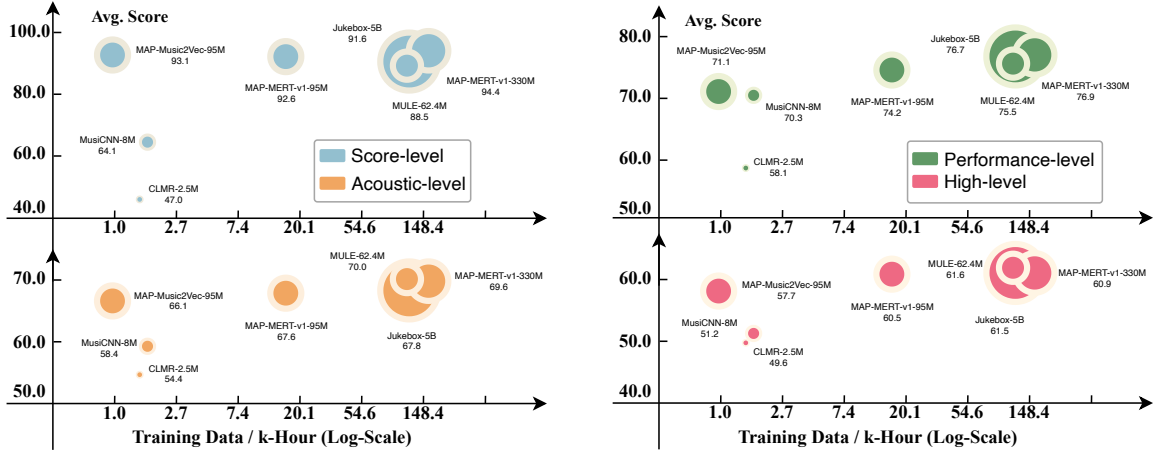 Avg. Score
100.0
80.0
60.0
40.0
MAP-Music2Vec-95M
93.1
MAP-MERT-v1-95M
92.6
Jukebox-5B
91.6
MAP-MERT-v1-330M
94.4
MULE-62.4M
88.5
MusiCNN-8M
64.1
CLMR-2.5M
47.0
Score-level
Acoustic-level
1.0 2.7 7.4 20.1 54.6 148.4
70.0
60.0
50.0
MAP-Music2Vec-95M
66.1
MusiCNN-8M
58.4
CLMR-2.5M
54.4
MAP-MERT-v1-95M
67.6
MULE-62.4M
70.0
MAP-MERT-v1-330M
69.6
Jukebox-5B
67.8
1.0 2.7 7.4 20.1 54.6 148.4
Training Data / k-Hour (Log-Scale)
Avg. Score
80.0
70.0
60.0
50.0
MAP-Music2Vec-95M
71.1
MusiCNN-8M
70.3
CLMR-2.5M
58.1
MAP-MERT-v1-95M
74.2
Jukebox-5B
76.7
MAP-MERT-v1-330M
76.9
MULE-62.4M
75.5
Performance-level
High-level
1.0 2.7 7.4 20.1 54.6 148.4
60.0
50.0
40.0
MAP-Music2Vec-95M
57.7
MusiCNN-8M
51.2
CLMR-2.5M
49.6
MAP-MERT-v1-95M
60.5
MULE-62.4M
61.6
MAP-MERT-v1-330M
60.9
Jukebox-5B
61.5
1.0 2.7 7.4 20.1 54.6 148.4
Training Data / k-Hour (Log-Scale)